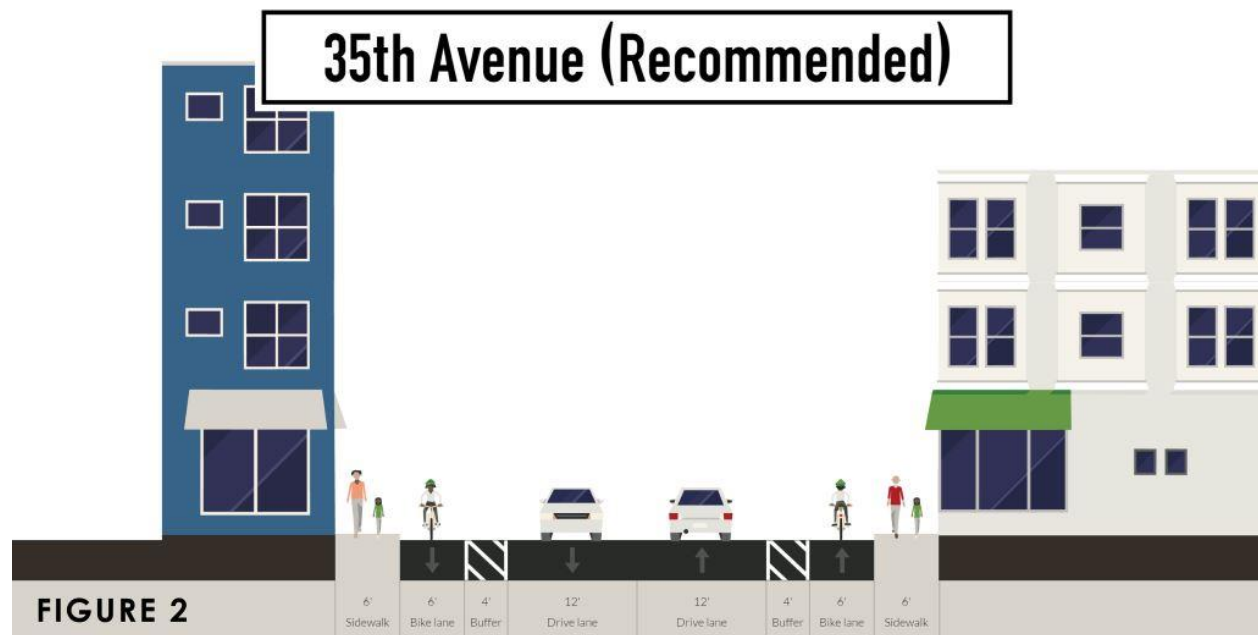 35th Avenue (Recommended)
FIGURE 2
6' 6' 4' 12' 12' 4' 6' 6'
Sidewalk Bike lane Buffer Drive lane Drive lane Buffer Bike lane Sidewalk